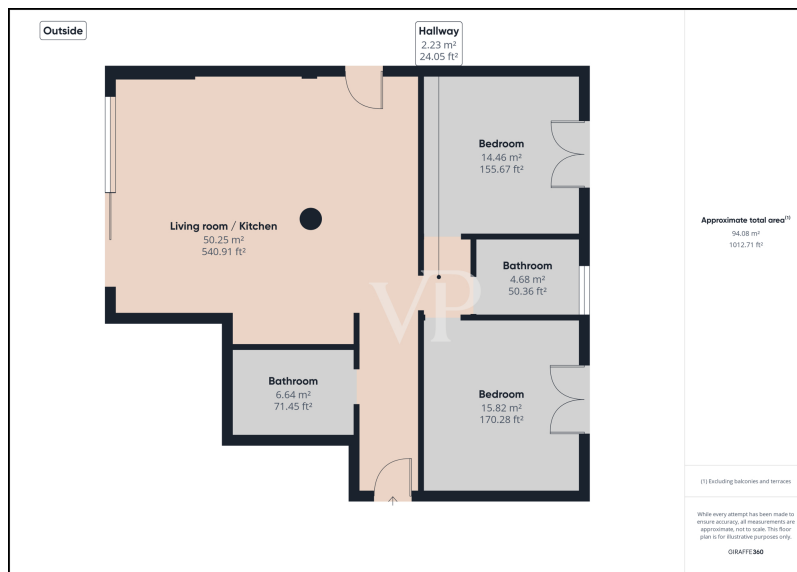 Outside
Hallway
2.23 m²
24.05 ft²
Bedroom
14.46 m²
155.67 ft²
Living room / Kitchen
50.25 m²
540.91 ft²
Bathroom
4.68 m²
50.36 ft²
VP
Bathroom
6.64 m²
71.45 ft²
Bedroom
15.82 m²
170.28 ft²
Approximate total area⁽¹⁾
94.08 m²
1012.71 ft²
(1) Excluding balconies and terraces
While every attempt has been made to
ensure accuracy, all measurements are
approximate, not to scale. This floor
plan is for illustrative purposes only.
GIRAFFE360